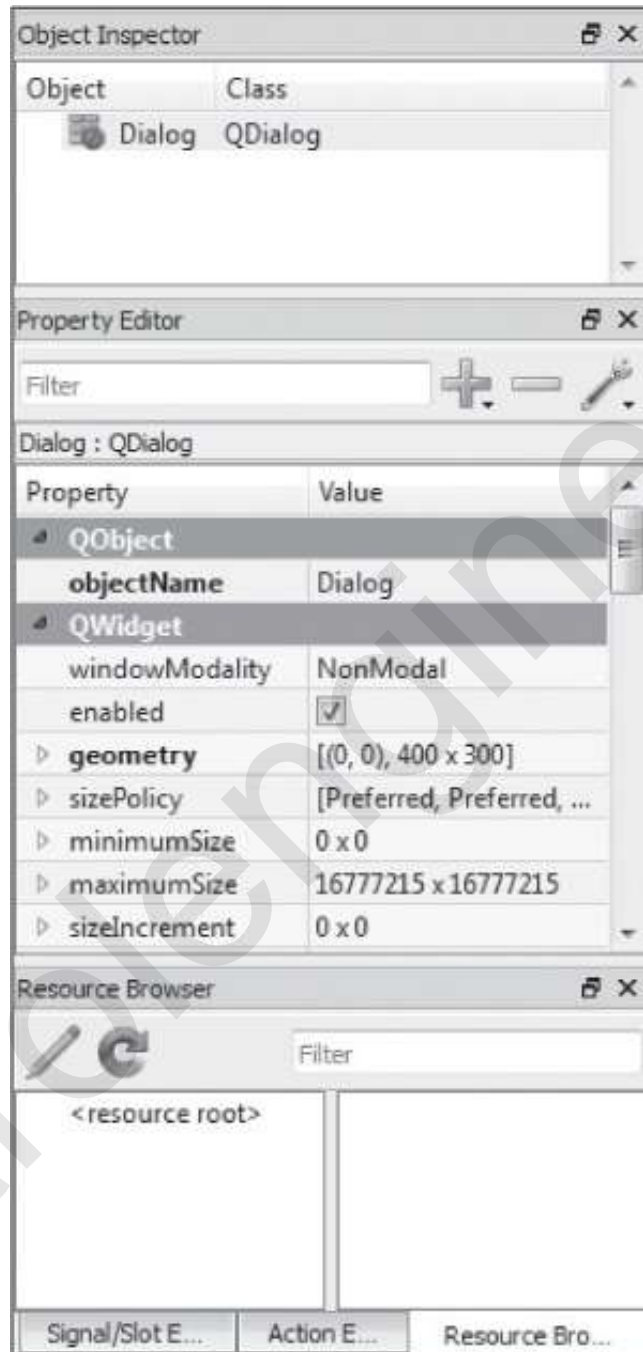 Object Inspector
Object Class
Dialog QDialog
Property Editor
Filter
Dialog : QDialog
Property Value
QObject
objectName Dialog
QWidget
windowModality NonModal
enabled
geometry [(0, 0), 400 x 300]
sizePolicy [Preferred, Preferred, ...
minimumSize 0 x 0
maximumSize 16777215 x 16777215
sizeIncrement 0 x 0
Resource Browser
Filter
<resource root>
Signal/Slot E... Action E... Resource Bro...